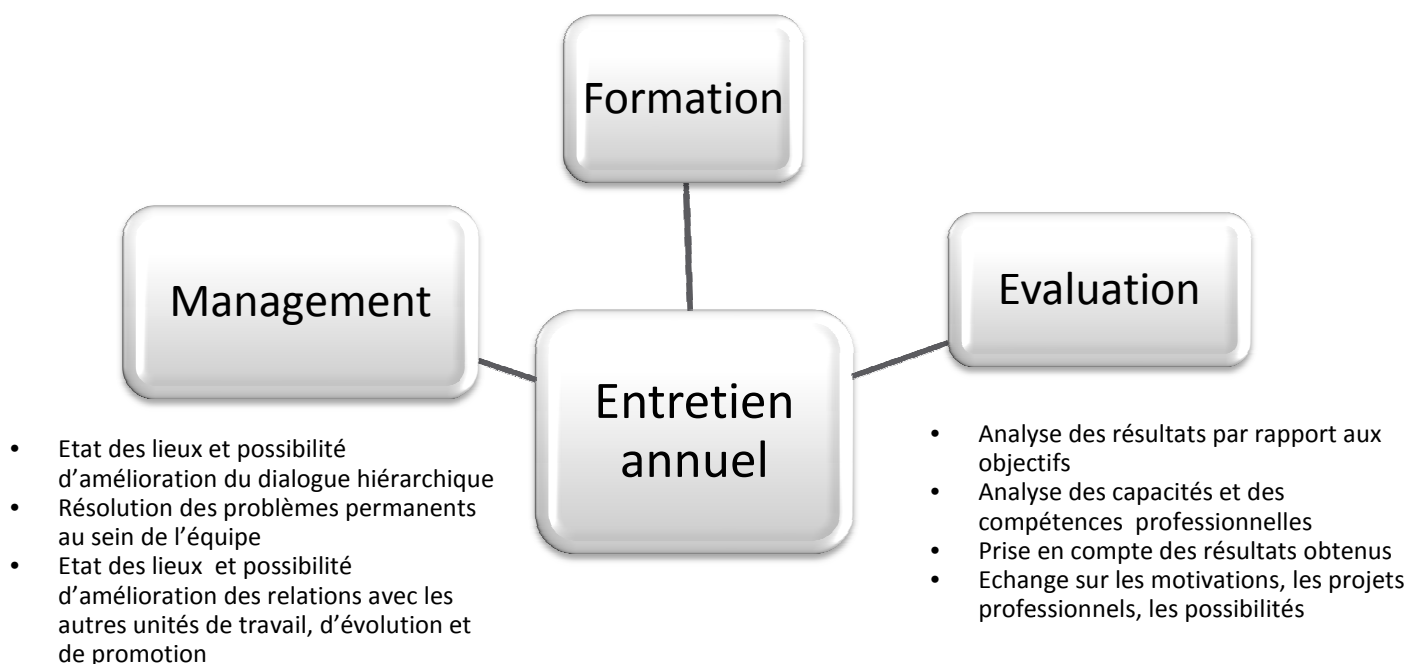 Formation
Management
Evaluation
Entretien
annuel
• Etat des lieux et possibilité
d’amélioration du dialogue hiérarchique
• Résolution des problèmes permanents
au sein de l’équipe
• Etat des lieux et possibilité
d’amélioration des relations avec les
autres unités de travail, d’évolution et
de promotion
• Analyse des résultats par rapport aux
objectifs
• Analyse des capacités et des
compétences professionnelles
• Prise en compte des résultats obtenus
• Echange sur les motivations, les projets
professionnels, les possibilités